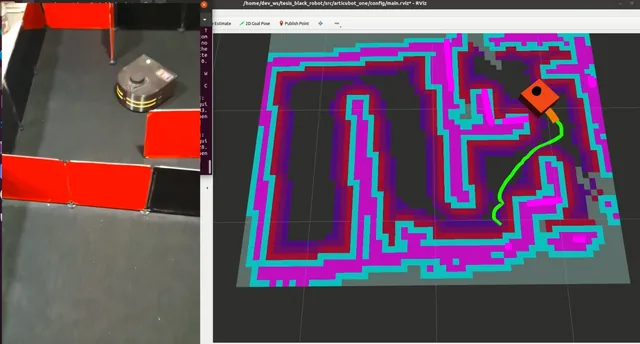 /home/dev_ws/tesis_black_robot/src/articubot_one/config/main.rviz* - RViz
Estimate
2D Goal Pose
Publish Point